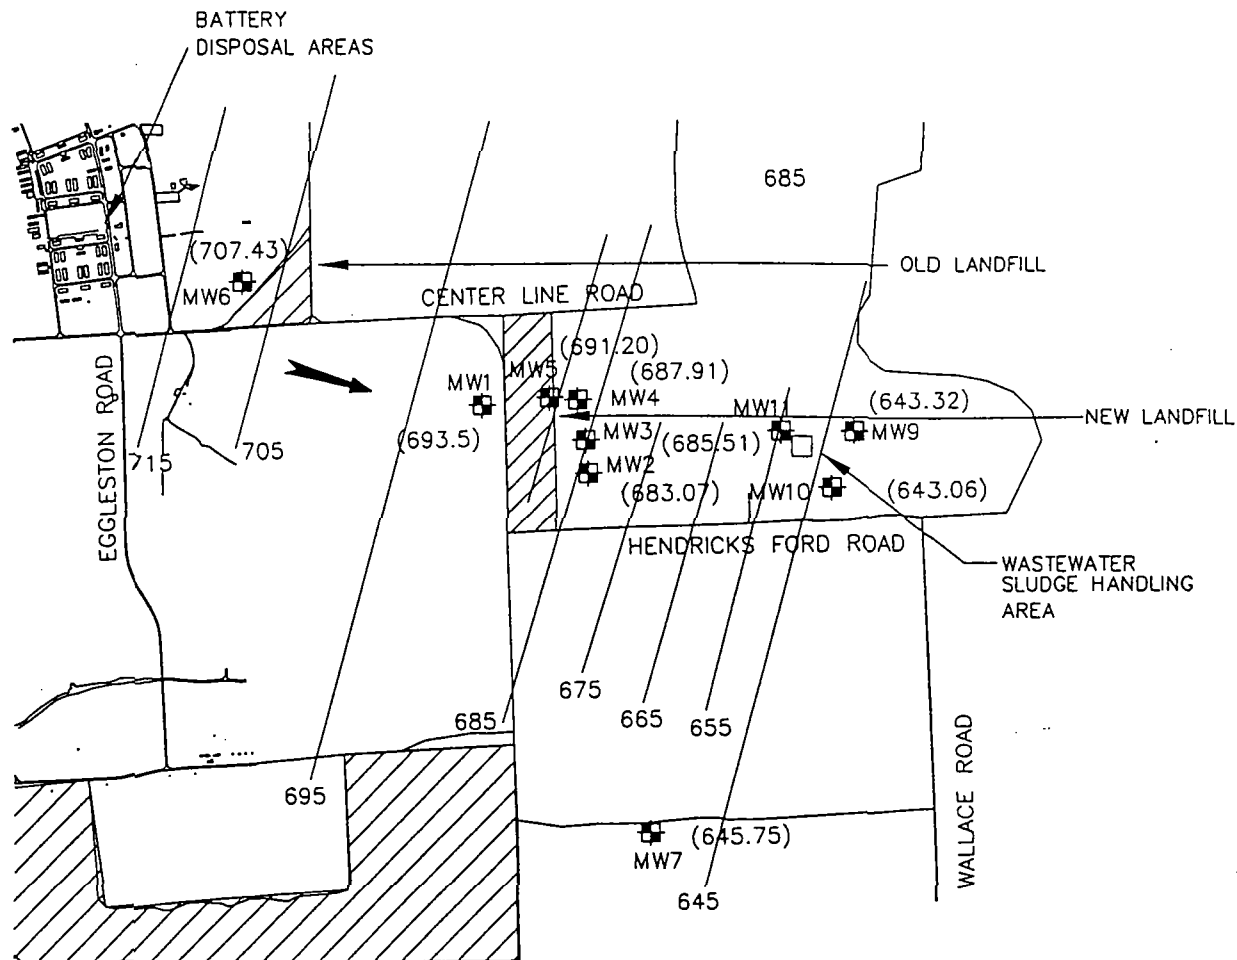 BATTERY
DISPOSAL AREAS
685
(707.43)
MW6
OLD LANDFILL
CENTER LINE ROAD
EGGLESTON ROAD
(691.20)
(687.91)
MW1
MW5
MW4
MW11
(643.32)
NEW LANDFILL
(693.5)
MW3
(685.51)
MW9
715
705
MW2
(683.07)
MW10
(643.06)
HENDRICKS FORD ROAD
WASTEWATER
SLUDGE HANDLING
AREA
675
685
665
655
695
WALLACE ROAD
(645.75)
MW7
645